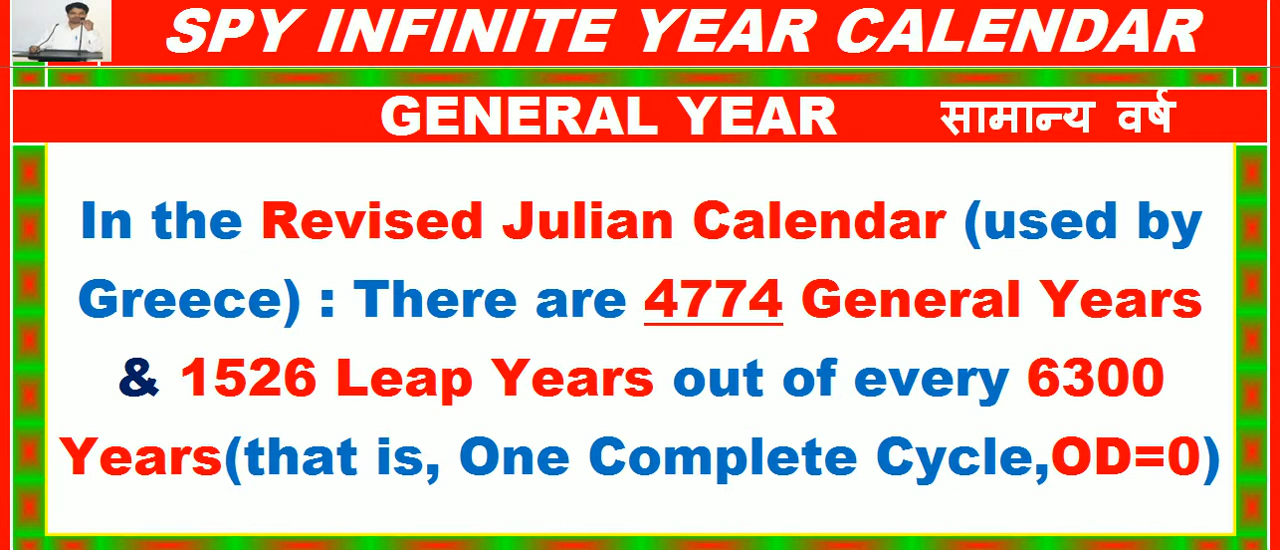 SPY INFINITE YEAR CALENDAR
GENERAL YEAR सामान्य वर्ष
In the Revised Julian Calendar (used by
Greece) : There are 4774 General Years
& 1526 Leap Years out of every 6300
Years(that is, One Complete Cycle,OD=0)